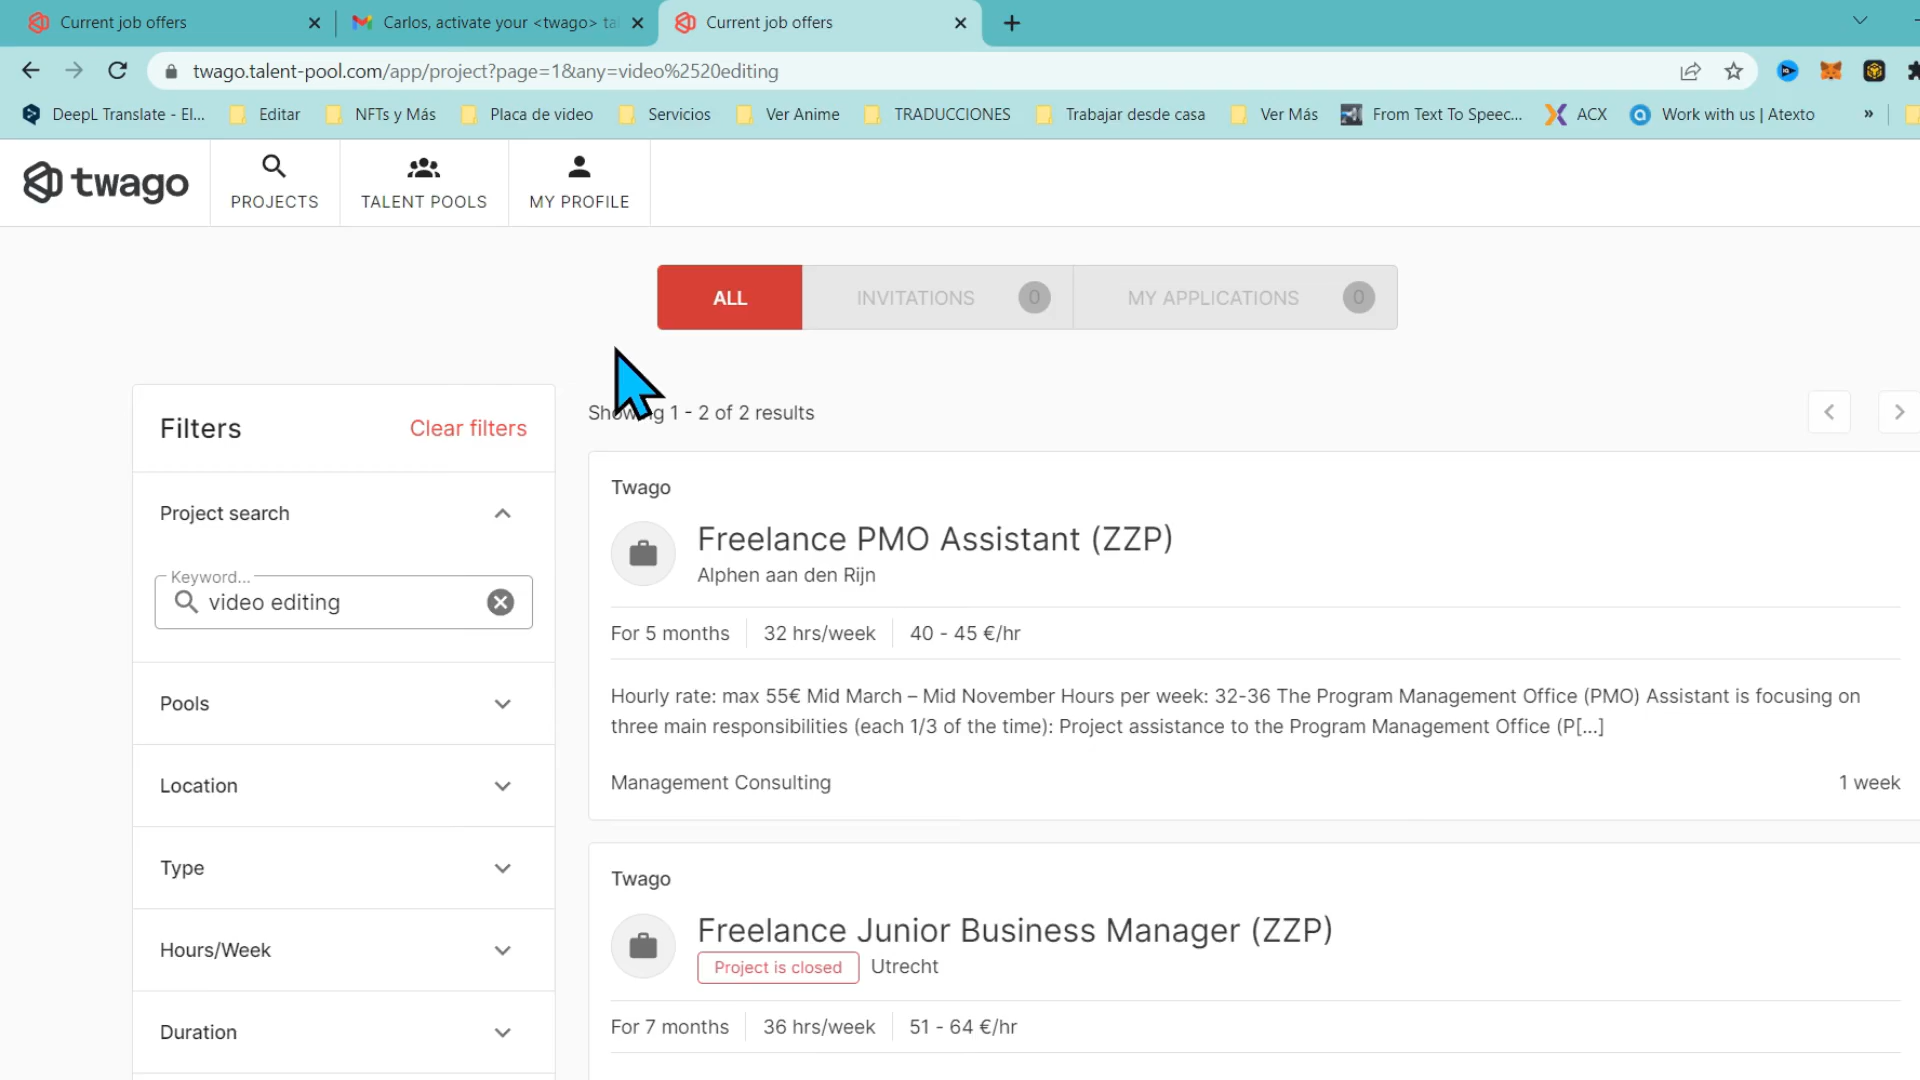 Current job offers
Carlos, activate your <twago> tal
Current job offers
twago.talent-pool.com/app/project?page=1&any=video%2520editing
DeepL Translate - El...
Editar
NFTs y Más
Placa de video
Servicios
Ver Anime
TRADUCCIONES
Trabajar desde casa
Ver Más
From Text To Speec...
ACX
Work with us | Atexto
»
twago
PROJECTS
TALENT POOLS
MY PROFILE
ALL
INVITATIONS 0
MY APPLICATIONS 0
Filters
Clear filters
Project search
Keyword...
video editing
Pools
Location
Type
Hours/Week
Duration
Showing 1 - 2 of 2 results
Twago
Freelance PMO Assistant (ZZP)
Alphen aan den Rijn
For 5 months 32 hrs/week 40 - 45 €/hr
Hourly rate: max 55€ Mid March – Mid November Hours per week: 32-36 The Program Management Office (PMO) Assistant is focusing on
three main responsibilities (each 1/3 of the time): Project assistance to the Program Management Office (P[...]
Management Consulting
1 week
Twago
Freelance Junior Business Manager (ZZP)
Project is closed Utrecht
For 7 months 36 hrs/week 51 - 64 €/hr